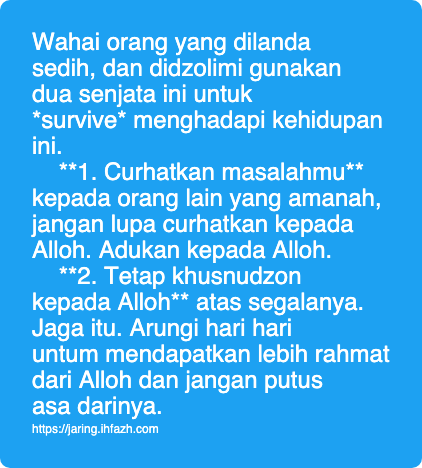 Wahai orang yang dilanda
sedih, dan didzolimi gunakan
dua senjata ini untuk
*survive* menghadapi kehidupan
ini.
**1. Curhatkan masalahmu**
kepada orang lain yang amanah,
jangan lupa curhatkan kepada
Alloh. Adukan kepada Alloh.
**2. Tetap khusnudzon
kepada Alloh** atas segalanya.
Jaga itu. Arungi hari hari
untum mendapatkan lebih rahmat
dari Alloh dan jangan putus
asa darinya.
https://jaring.ihfazh.com